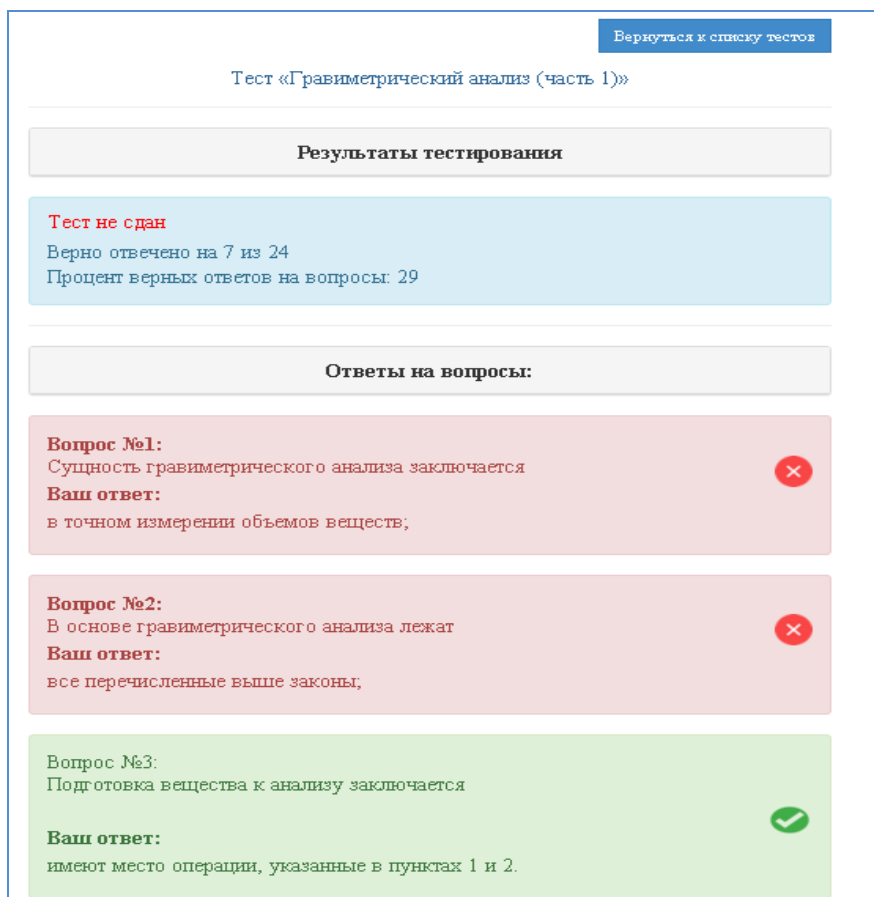 Вернуться к списку тестов
Тест «Гравиметрический анализ (часть 1)»
Результаты тестирования
Тест не сдан
Верно отвечено на 7 из 24
Процент верных ответов на вопросы: 29
Ответы на вопросы:
Вопрос №1:
Сущность гравиметрического анализа заключается
Ваш ответ:
в точном измерении объемов веществ;
Вопрос №2:
В основе гравиметрического анализа лежат
Ваш ответ:
все перечисленные выше законы;
Вопрос №3:
Подготовка вещества к анализу заключается
Ваш ответ:
имеют место операции, указанные в пунктах 1 и 2.